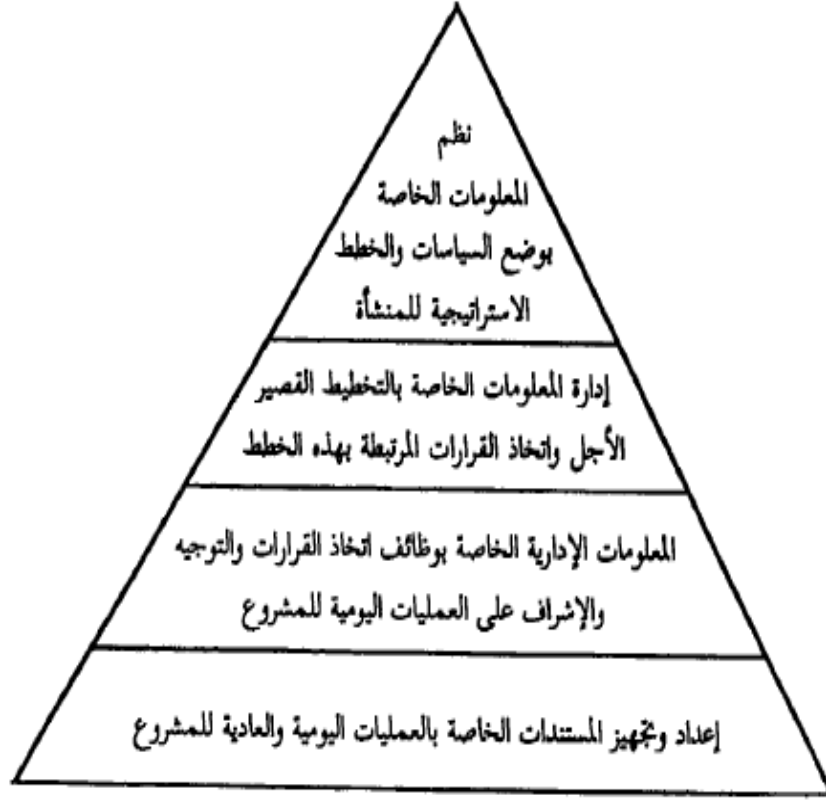 نظم
المعلومات الخاصة
بوضع السياسات والخطط
الاستراتيجية للمنشأة
إدارة المعلومات الخاصة بالتخطيط القصير
الأجل واتخاذ القرارات المرتبطة بهذه الخطط
المعلومات الإدارية الخاصة بوظائف اتخاذ القرارات والتوجيه
والإشراف على العمليات اليومية للمشروع
إعداد وتجهيز المستندات الخاصة بالعمليات اليومية والعادية للمشروع